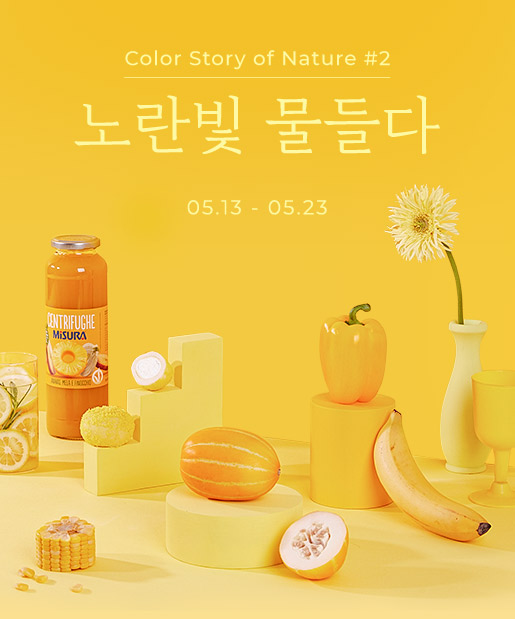 Color Story of Nature #2
노란빛 물들다
05.13 - 05.23
CENTRIFUGHE
MiSURA